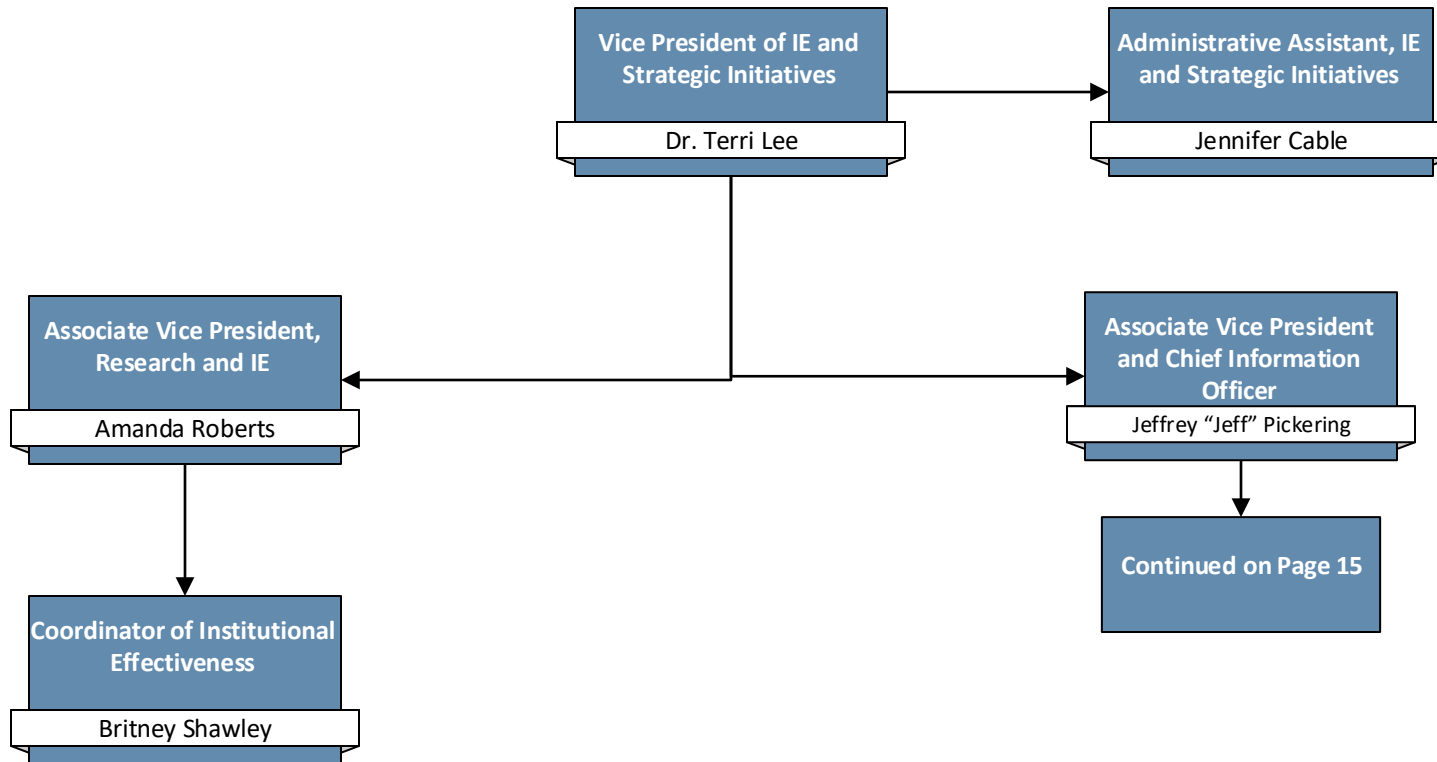 Vice President of IE and
Strategic Initiatives
Dr. Terri Lee
Administrative Assistant, IE
and Strategic Initiatives
Jennifer Cable
Associate Vice President,
Research and IE
Amanda Roberts
Associate Vice President
and Chief Information
Officer
Jeffrey “Jeff” Pickering
Continued on Page 15
Coordinator of Institutional
Effectiveness
Britney Shawley